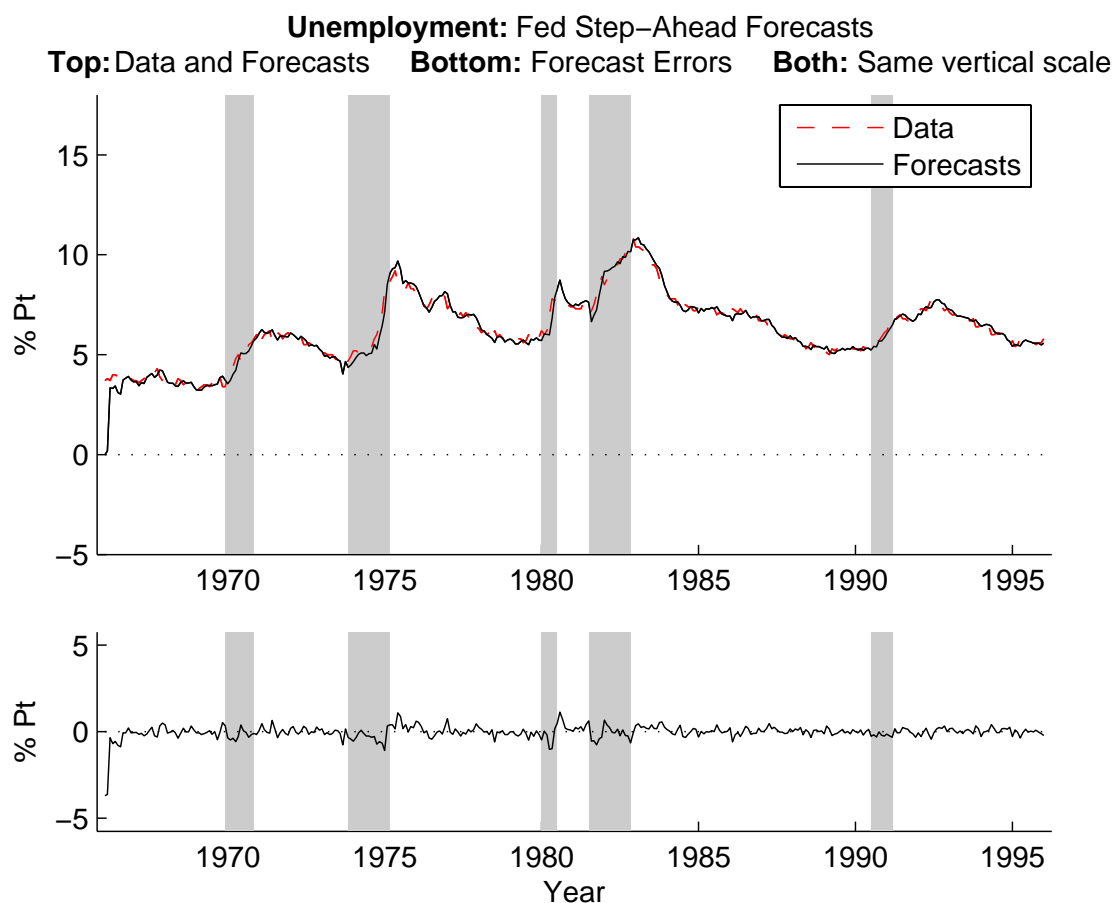 Unemployment: Fed Step−Ahead Forecasts
Top: Data and Forecasts Bottom: Forecast Errors Both: Same vertical scale
Data
Forecasts
15
10
5
0
−5
% Pt
1970 1975 1980 1985 1990 1995
5
0
−5
% Pt
1970 1975 1980 1985 1990 1995
Year